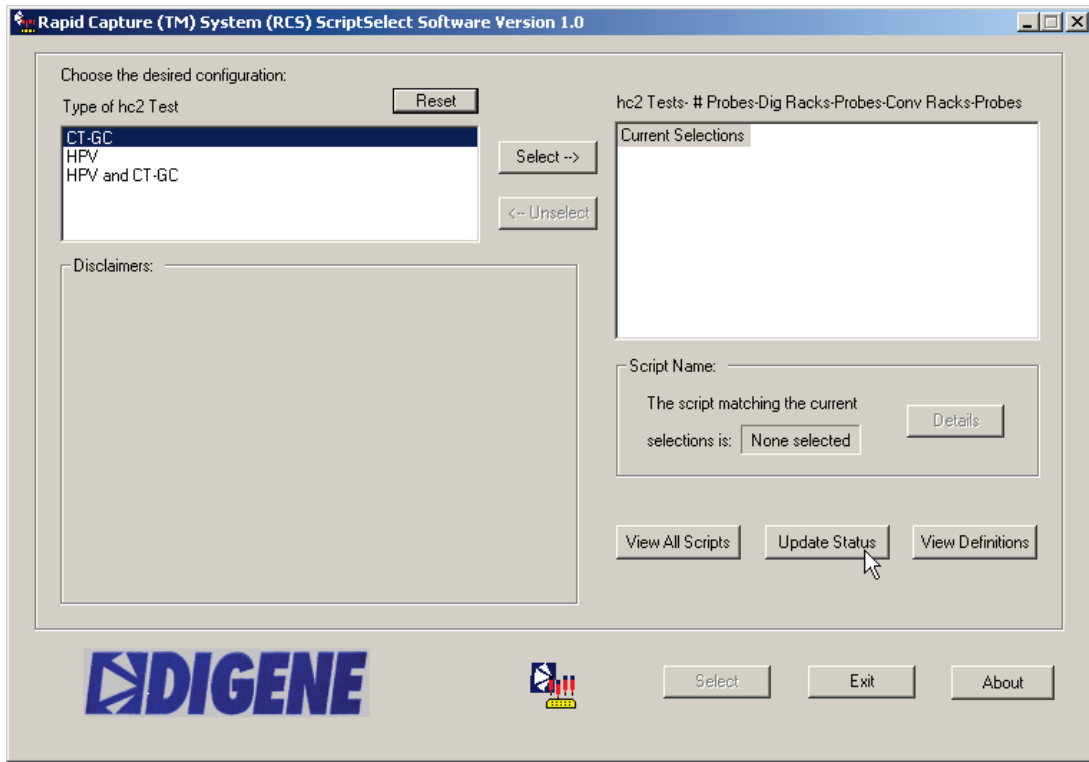 Rapid Capture (TM) System (RCS) ScriptSelect Software Version 1.0
Choose the desired configuration:
Type of hc2 Test
Reset
CT-GC
HPV
HPV and CT-GC
Select -->
<-- Unselect
hc2 Tests- # Probes-Dig Racks-Probes-Conv Racks-Probes
Current Selections
Disclaimers:
Script Name:
The script matching the current
selections is: None selected
Details
View All Scripts
Update Status
View Definitions
DIGENE
Select
Exit
About